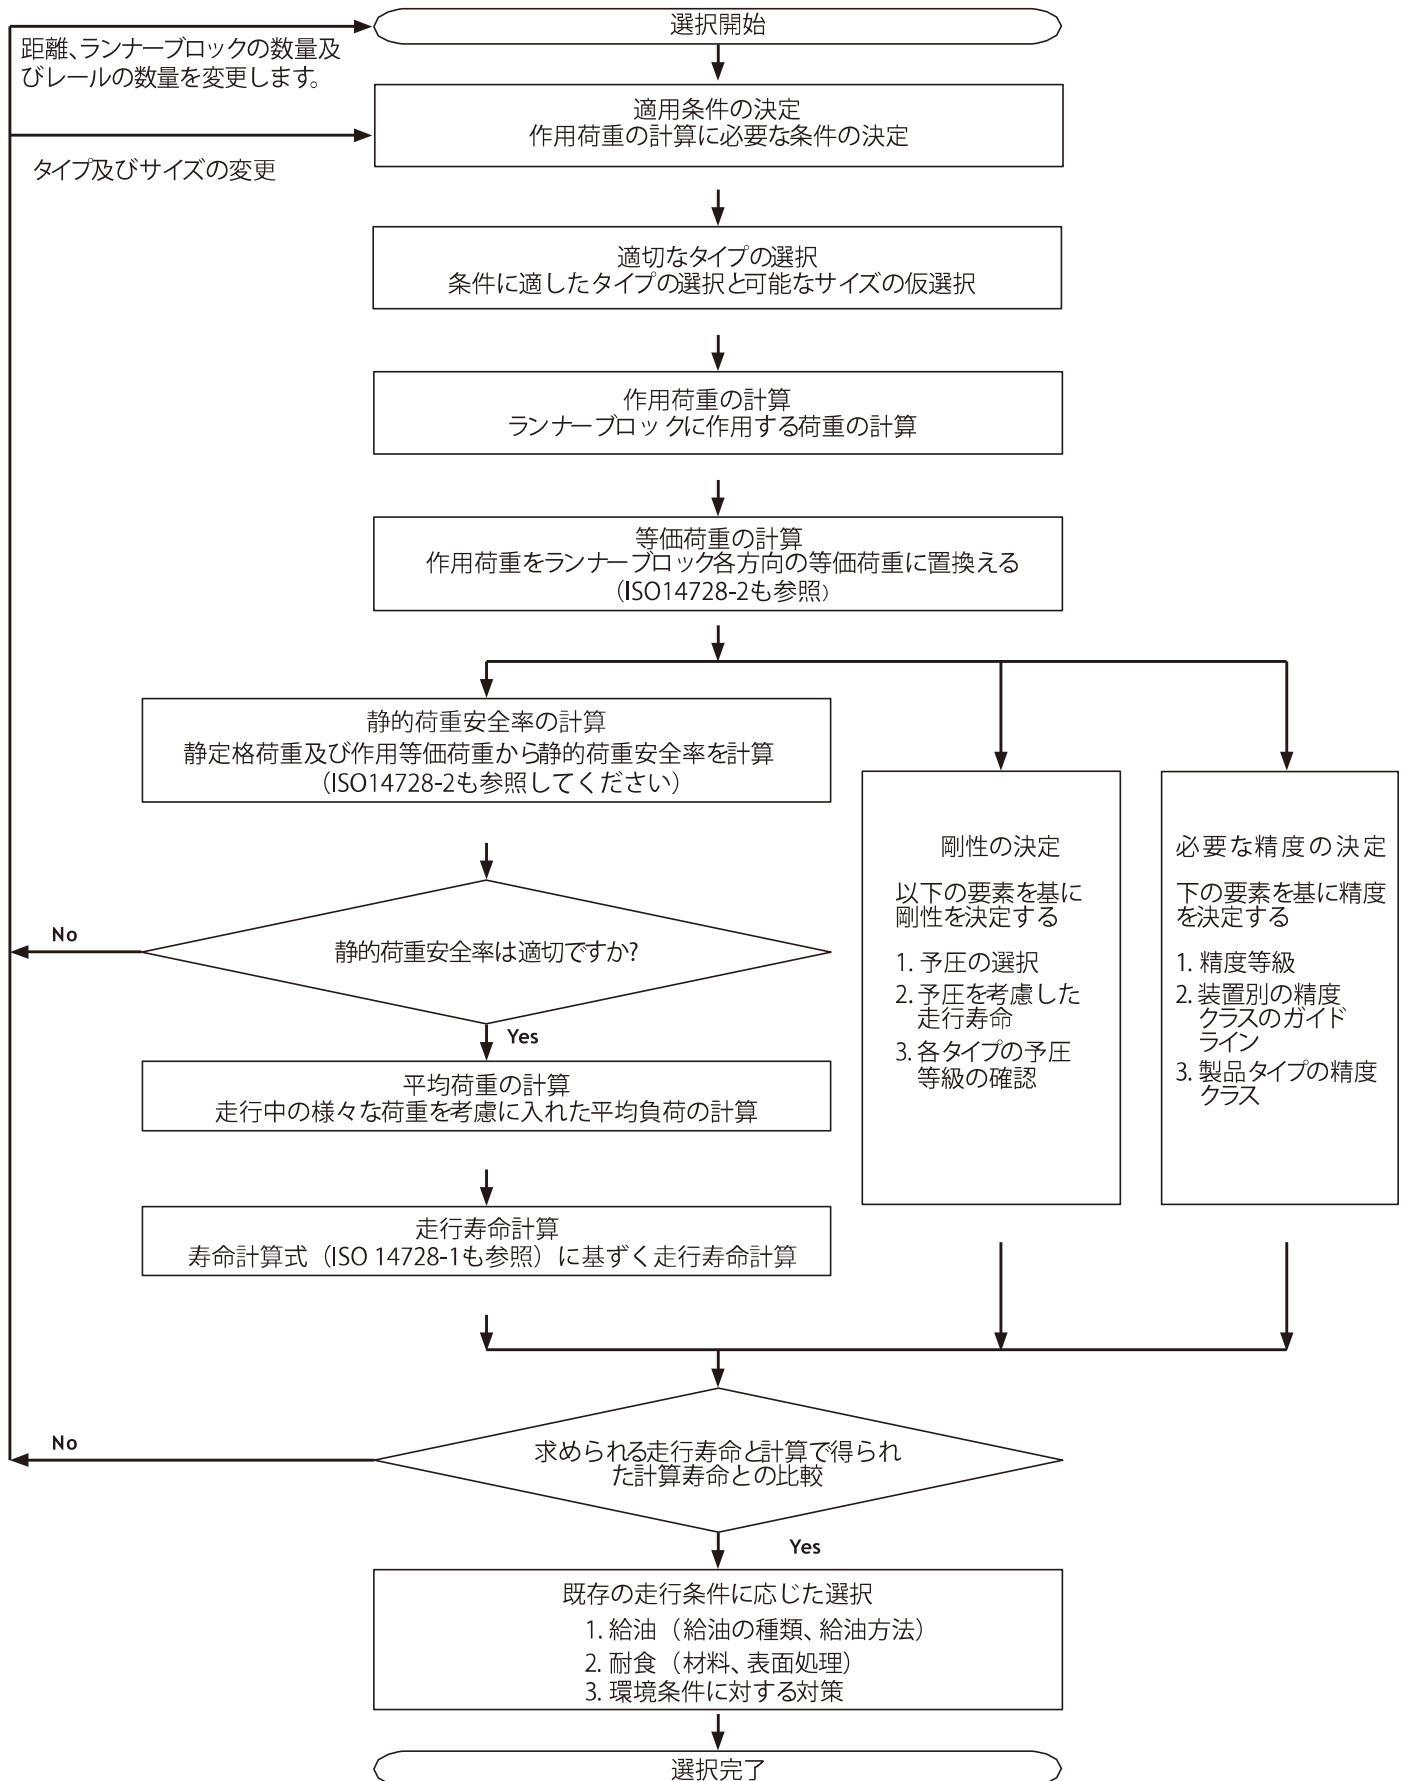 選択開始
距離、ランナーブロックの数量及
びレールの数量を変更します。
適用条件の決定
作用荷重の計算に必要な条件の決定
タイプ及びサイズの変更
適切なタイプの選択
条件に適したタイプの選択と可能なサイズの仮選択
作用荷重の計算
ランナーブロックに作用する荷重の計算
等価荷重の計算
作用荷重をランナーブロック各方向の等価荷重に置換える
（ISO14728-2も参照）
静的荷重安全率の計算
静定格荷重及び作用等価荷重から静的荷重安全率を計算
（ISO14728-2も参照してください）
剛性の決定
以下の要素を基に
剛性を決定する
1. 予圧の選択
2. 予圧を考慮した
走行寿命
3. 各タイプの予圧
等級の確認
必要な精度の決定
下の要素を基に精度
を決定する
1. 精度等級
2. 装置別の精度
クラスのガイド
ライン
3. 製品タイプの精度
クラス
No
静的荷重安全率は適切ですか?
Yes
平均荷重の計算
走行中の様々な荷重を考慮に入れた平均負荷の計算
走行寿命計算
寿命計算式（ISO 14728-1も参照）に基ずく走行寿命計算
No
求められる走行寿命と計算で得られ
た計算寿命との比較
Yes
既存の走行条件に応じた選択
1. 給油（給油の種類、給油方法）
2. 耐食（材料、表面処理）
3. 環境条件に対する対策
選択完了